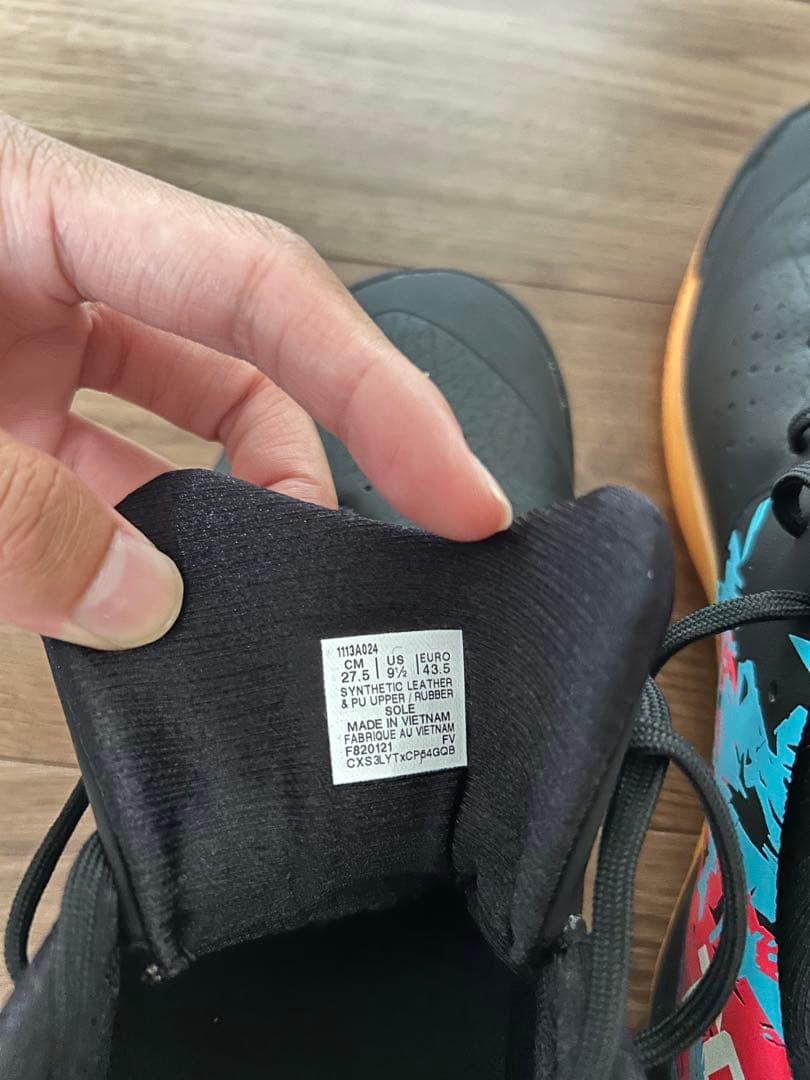 1113A024
CM 27.5 | US 9½ | EURO 43.5
SYNTHETIC LEATHER
& PU UPPER / RUBBER
SOLE
MADE IN VIETNAM
FABRIQUE AU VIETNAM
F820121 FV